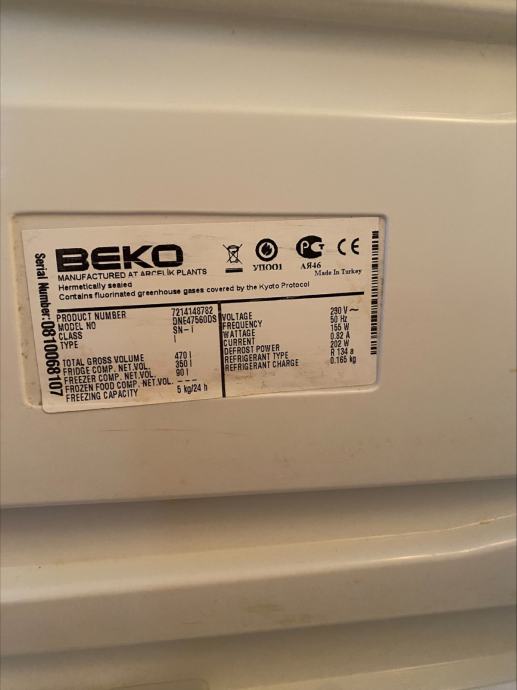 BEKO
MANUFACTURED AT ARCELİK PLANTS
Hermetically sealed
Contains fluorinated greenhouse gases covered by the Kyoto Protocol
УП001
АЯ46
Made in Turkey
Serial Number: 08100681107
PRODUCT NUMBER 7214148782
MODEL NO DNE47560DS
CLASS SN-T
TYPE I
TOTAL GROSS VOLUME 470 l
FRIDGE COMP. NET.VOL. 350 l
FREEZER COMP. NET.VOL. 90 l
FROZEN FOOD COMP. NET.VOL. ---
FREEZING CAPACITY 5 kg/24 h
VOLTAGE 230 V ~
FREQUENCY 50 Hz
WATTAGE 155 W
CURRENT 0.82 A
DEFROST POWER 202 W
REFRIGERANT TYPE R 134 a
REFRIGERANT CHARGE 0.165 kg